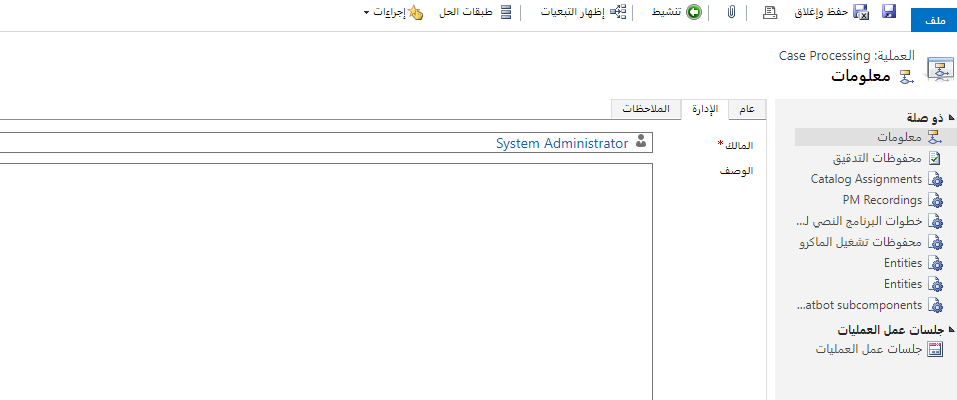 ملف
حفظ وإغلاق
تنشيط
إظهار التبعيات
طبقات الحل
إجراءات
العملية: Case Processing
معلومات
ذو صلة
معلومات
محفوظات التدقيق
Catalog Assignments
PM Recordings
خطوات البرنامج النصي لـ...
محفوظات تشغيل الماكرو
Entities
Entities
...atbot subcomponents
جلسات عمل العمليات
جلسات عمل العمليات
عام
الإدارة
الملاحظات
المالك*
System Administrator
الوصف